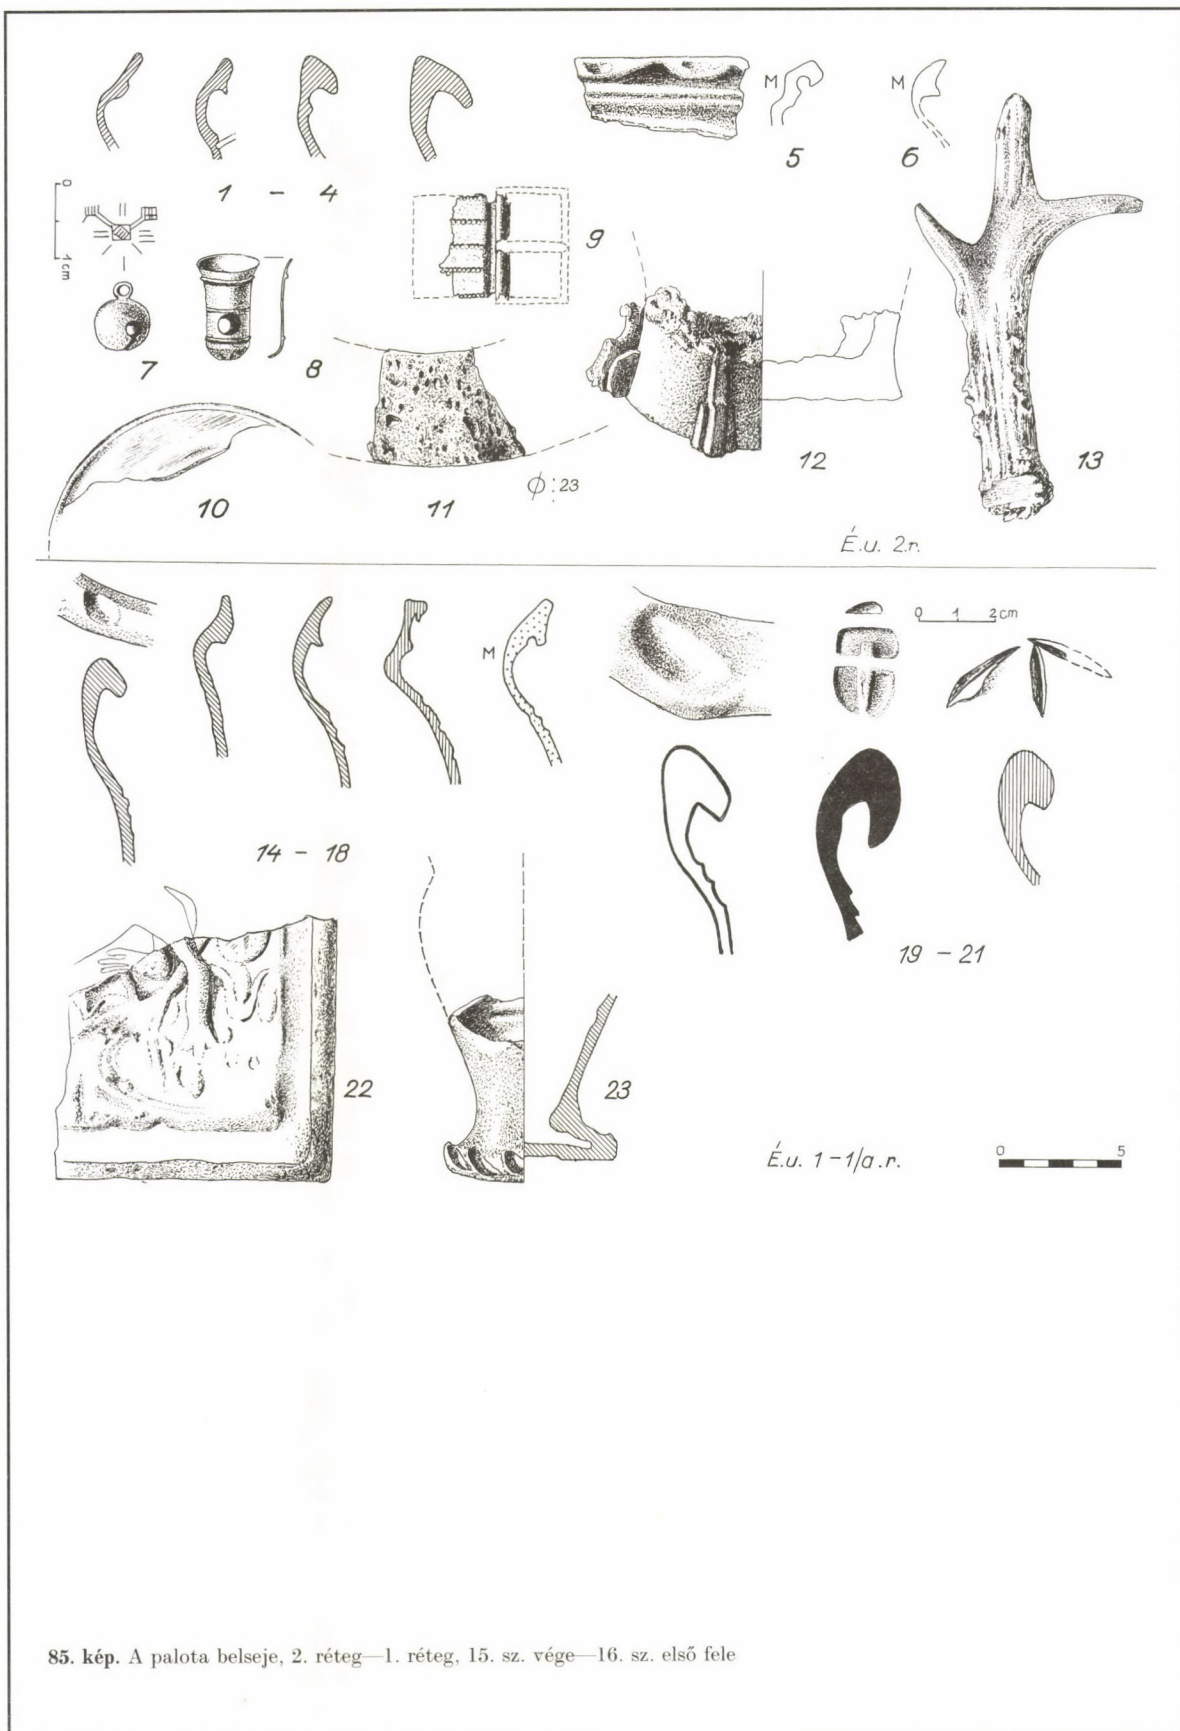 M
5
M
6
1 - 4
0
1cm
9
7
8
10
11
Φ:23
12
13
É.u. 2.r.
M
0 1 2cm
14 - 18
19 - 21
22
23
É.u. 1-1/a.r.
0 5
85. kép. A palota belseje, 2. réteg—1. réteg, 15. sz. vége—16. sz. első fele